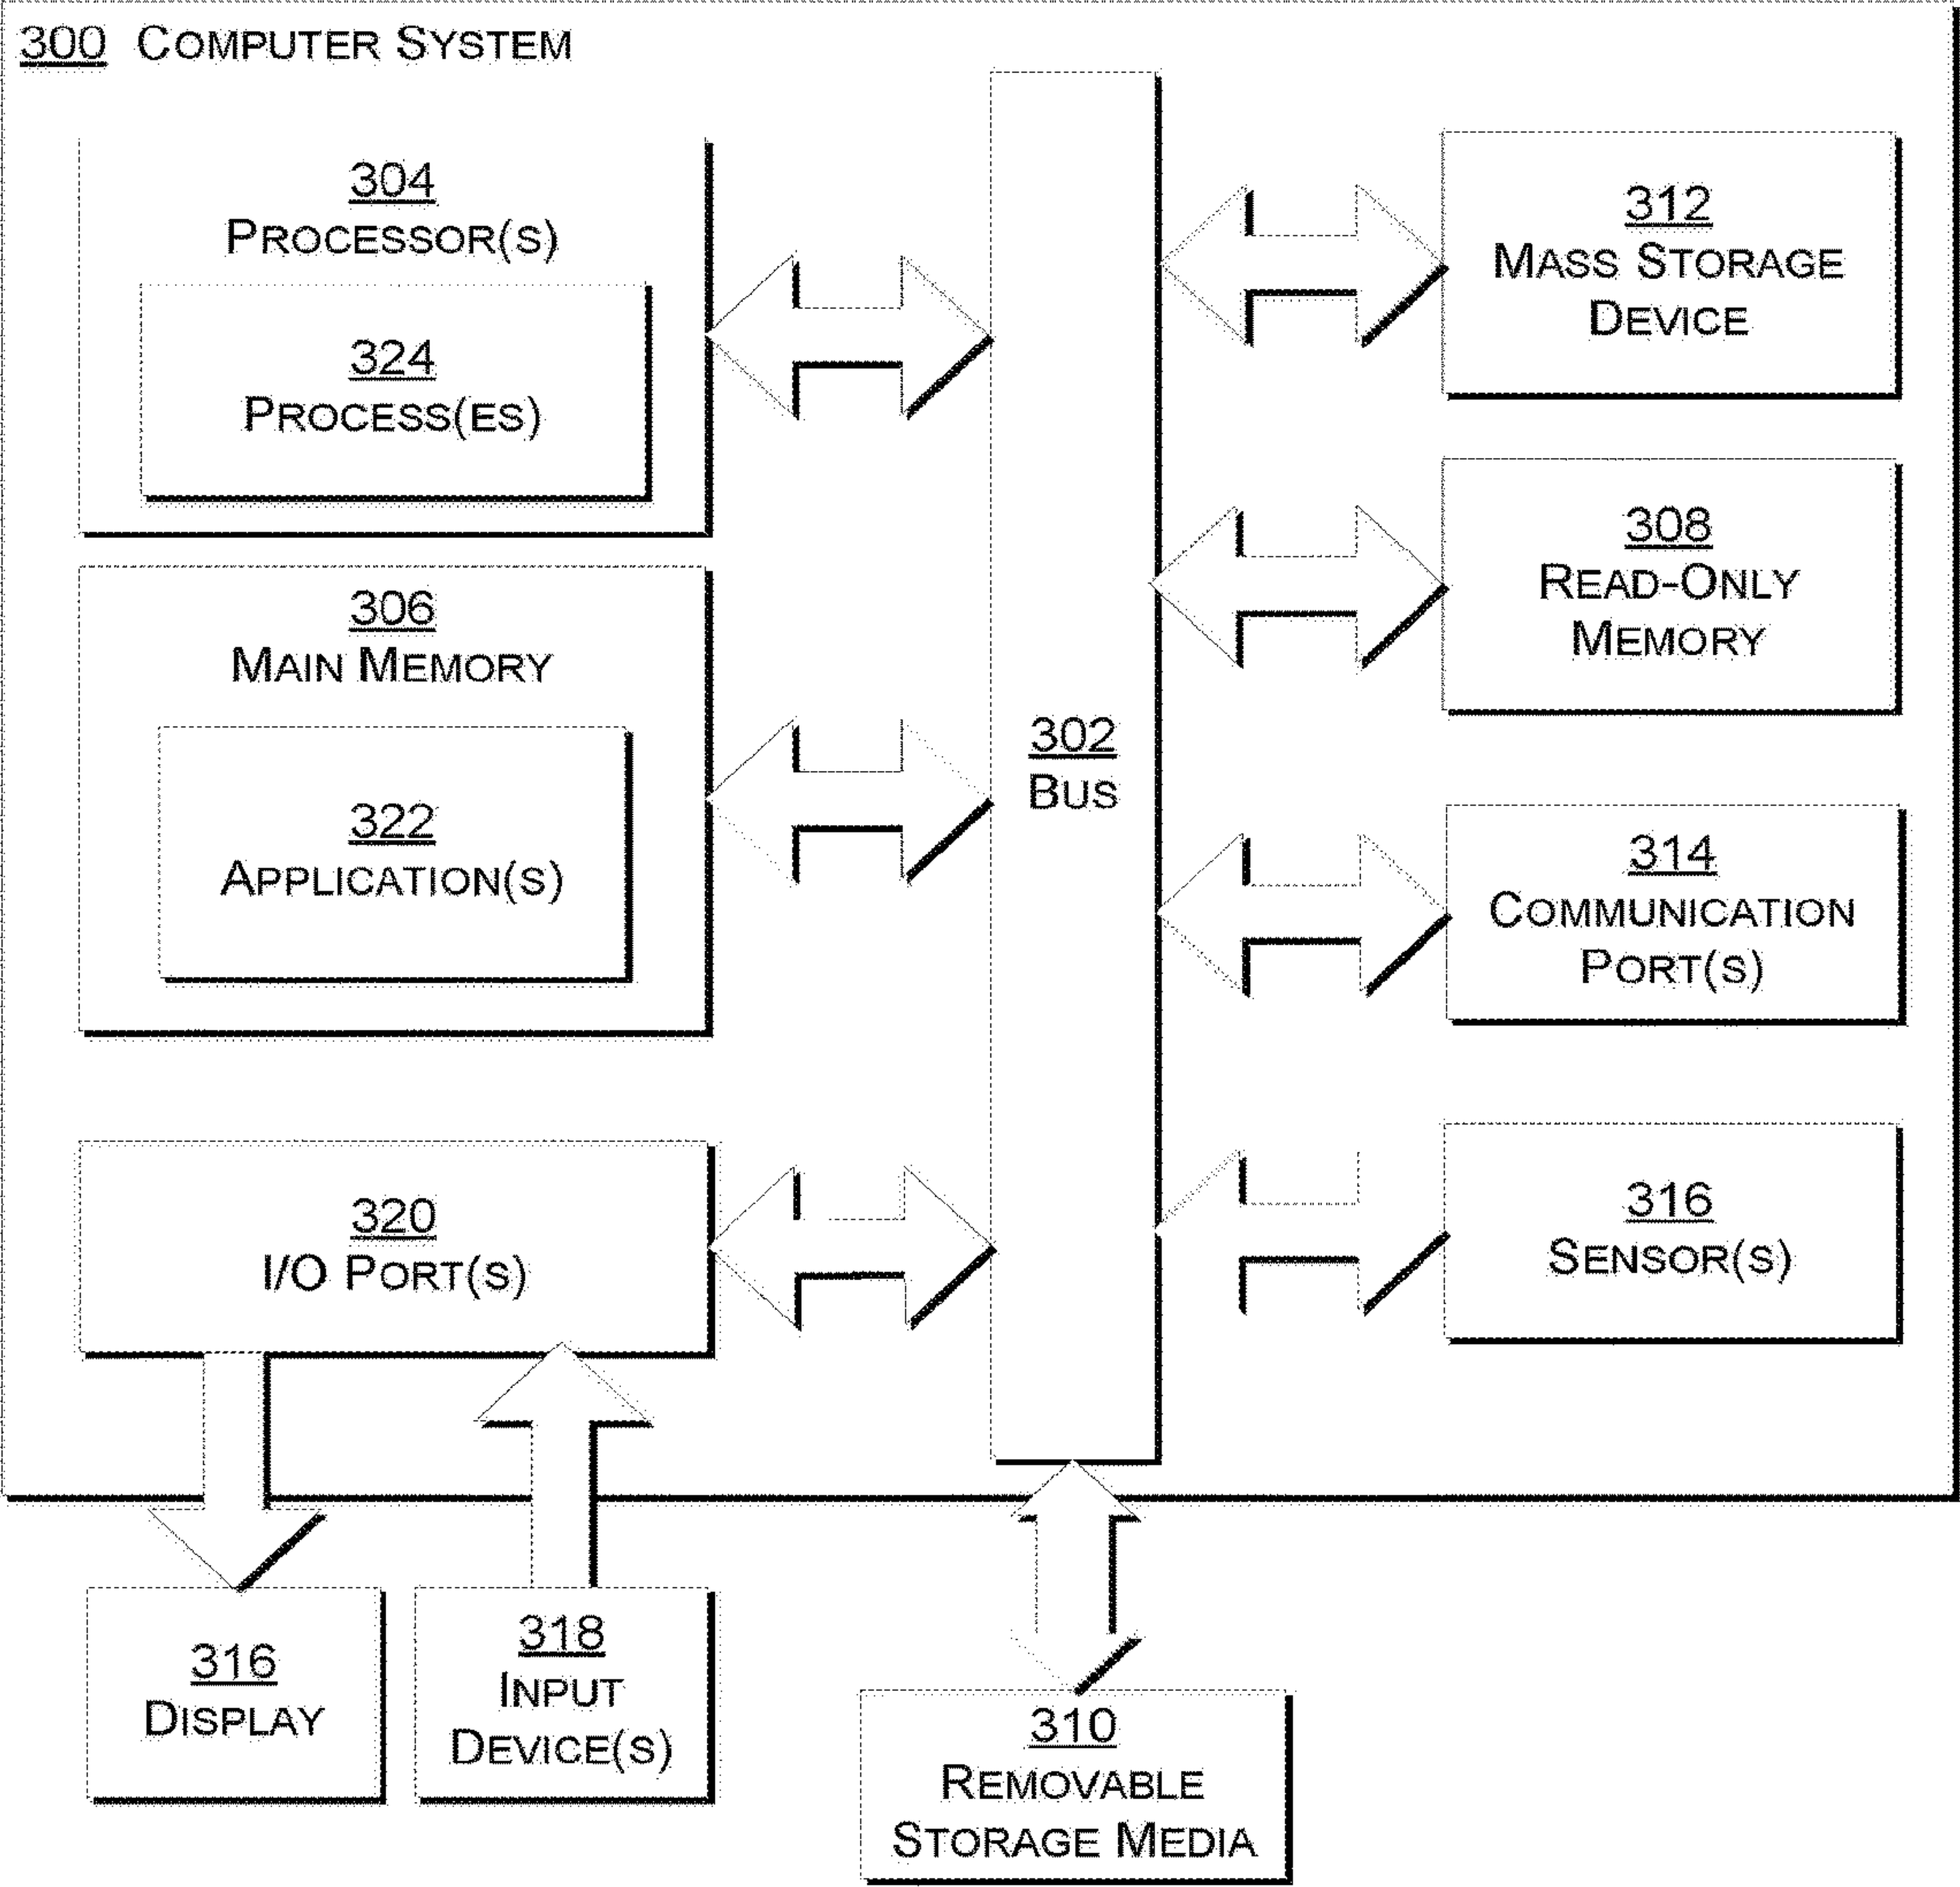 300 COMPUTER SYSTEM
304
PROCESSOR(S)
324
PROCESS(ES)
306
MAIN MEMORY
322
APPLICATION(S)
320
I/O PORT(S)
302
BUS
312
MASS STORAGE
DEVICE
308
READ-ONLY
MEMORY
314
COMMUNICATION
PORT(S)
316
SENSOR(S)
316
DISPLAY
318
INPUT
DEVICE(S)
310
REMOVABLE
STORAGE MEDIA